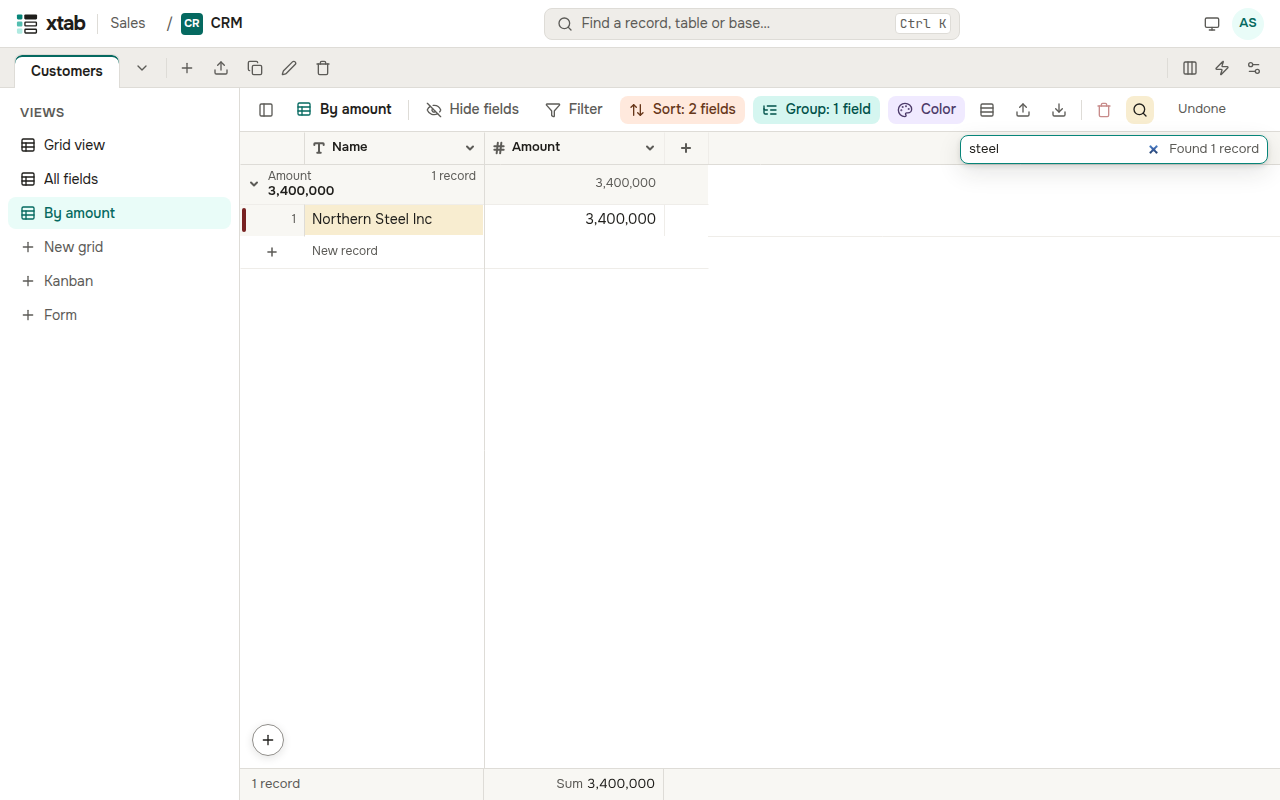 xtab Sales / CR CRM Find a record, table or base... Ctrl K AS
Customers
VIEWS
Grid view
All fields
By amount
New grid
Kanban
Form
By amount Hide fields Filter Sort: 2 fields Group: 1 field Color Undone
Name Amount
steel Found 1 record
Amount 1 record
3,400,000 3,400,000
1 Northern Steel Inc 3,400,000
New record
1 record Sum 3,400,000